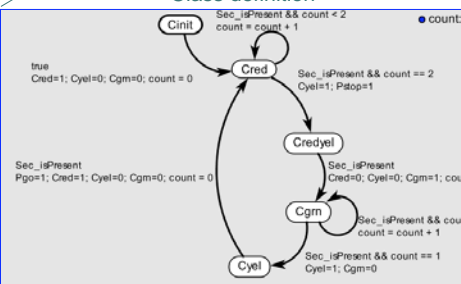 Class definition
Cinit
Sec_isPresent && count < 2
count = count + 1
count:
true
Cred=1; Cyel=0; Cgrn=0; count = 0
Cred
Sec_isPresent && count == 2
Cyel=1; Pstop=1
Credyel
Sec_isPresent
Pgo=1; Cred=1; Cyel=0; Cgrn=0; count = 0
Sec_isPresent
Cred=0; Cyel=0; Cgrn=1; cou
Cgrn
Sec_isPresent && cou
count = count + 1
Sec_isPresent && count == 1
Cyel=1; Cgrn=0
Cyel